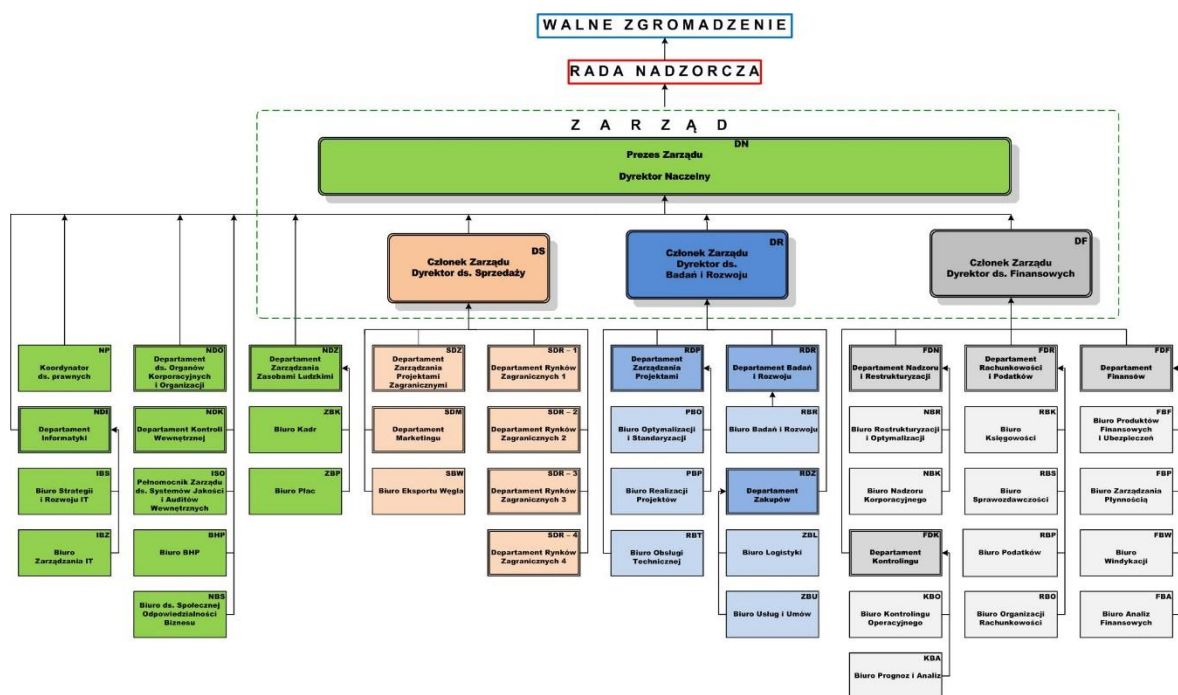 WALNE ZGROMADZENIE
RADA NADZORCZA
ZARZĄD
DN
Prezes Zarządu
Dyrektor Naczelny
DS
Członek Zarządu
Dyrektor ds. Sprzedaży
DR
Członek Zarządu
Dyrektor ds.
Badań i Rozwoju
DF
Członek Zarządu
Dyrektor ds. Finansowych
NP
Koordynator
ds. prawnych
NDI
Departament
Informatyki
IBS
Biuro Strategii
i Rozwoju IT
IBZ
Biuro
Zarządzania IT
NDO
Departament
ds. Organów
Korporacyjnych
i Organizacji
NDK
Departament Kontroli
Wewnętrznej
ISO
Pełnomocnik Zarządu
ds. Systemów Jakości
i Auditów
Wewnętrznych
BHP
Biuro BHP
NBS
Biuro ds. Społecznej
Odpowiedzialności
Biznesu
NDZ
Departament
Zarządzania
Zasobami Ludzkimi
ZBK
Biuro Kadr
ZBP
Biuro Płac
SDZ
Departament
Zarządzania
Projektami
Zagranicznymi
SDM
Departament
Marketingu
SBW
Biuro Eksportu Węgla
SDR – 1
Departament Rynków
Zagranicznych 1
SDR – 2
Departament Rynków
Zagranicznych 2
SDR – 3
Departament Rynków
Zagranicznych 3
SDR – 4
Departament Rynków
Zagranicznych 4
RDP
Departament
Zarządzania
Projektami
PBO
Biuro Optymalizacji
i Standaryzacji
PBP
Biuro Realizacji
Projektów
RBT
Biuro Obsługi
Technicznej
RDR
Departament Badań
i Rozwoju
RBR
Biuro Badań i Rozwoju
RDZ
Departament
Zakupów
ZBL
Biuro Logistyki
ZBU
Biuro Usług i Umów
FDN
Departament Nadzoru
i Restrukturyzacji
NBR
Biuro Restrukturyzacji
i Optymalizacji
NBK
Biuro Nadzoru
Korporacyjnego
FDK
Departament
Kontrolingu
KBO
Biuro Kontrolingu
Operacyjnego
KBA
Biuro Prognoz i Analiz
FDR
Departament
Rachunkowości
i Podatków
RBK
Biuro
Księgowości
RBS
Biuro
Sprawozdawczości
RBP
Biuro Podatków
RBO
Biuro Organizacji
Rachunkowości
FDF
Departament
Finansów
FBF
Biuro Produktów
Finansowych
i Ubezpieczeń
FBP
Biuro Zarządzania
Płynnością
FBW
Biuro
Windykacji
FBA
Biuro Analiz
Finansowych